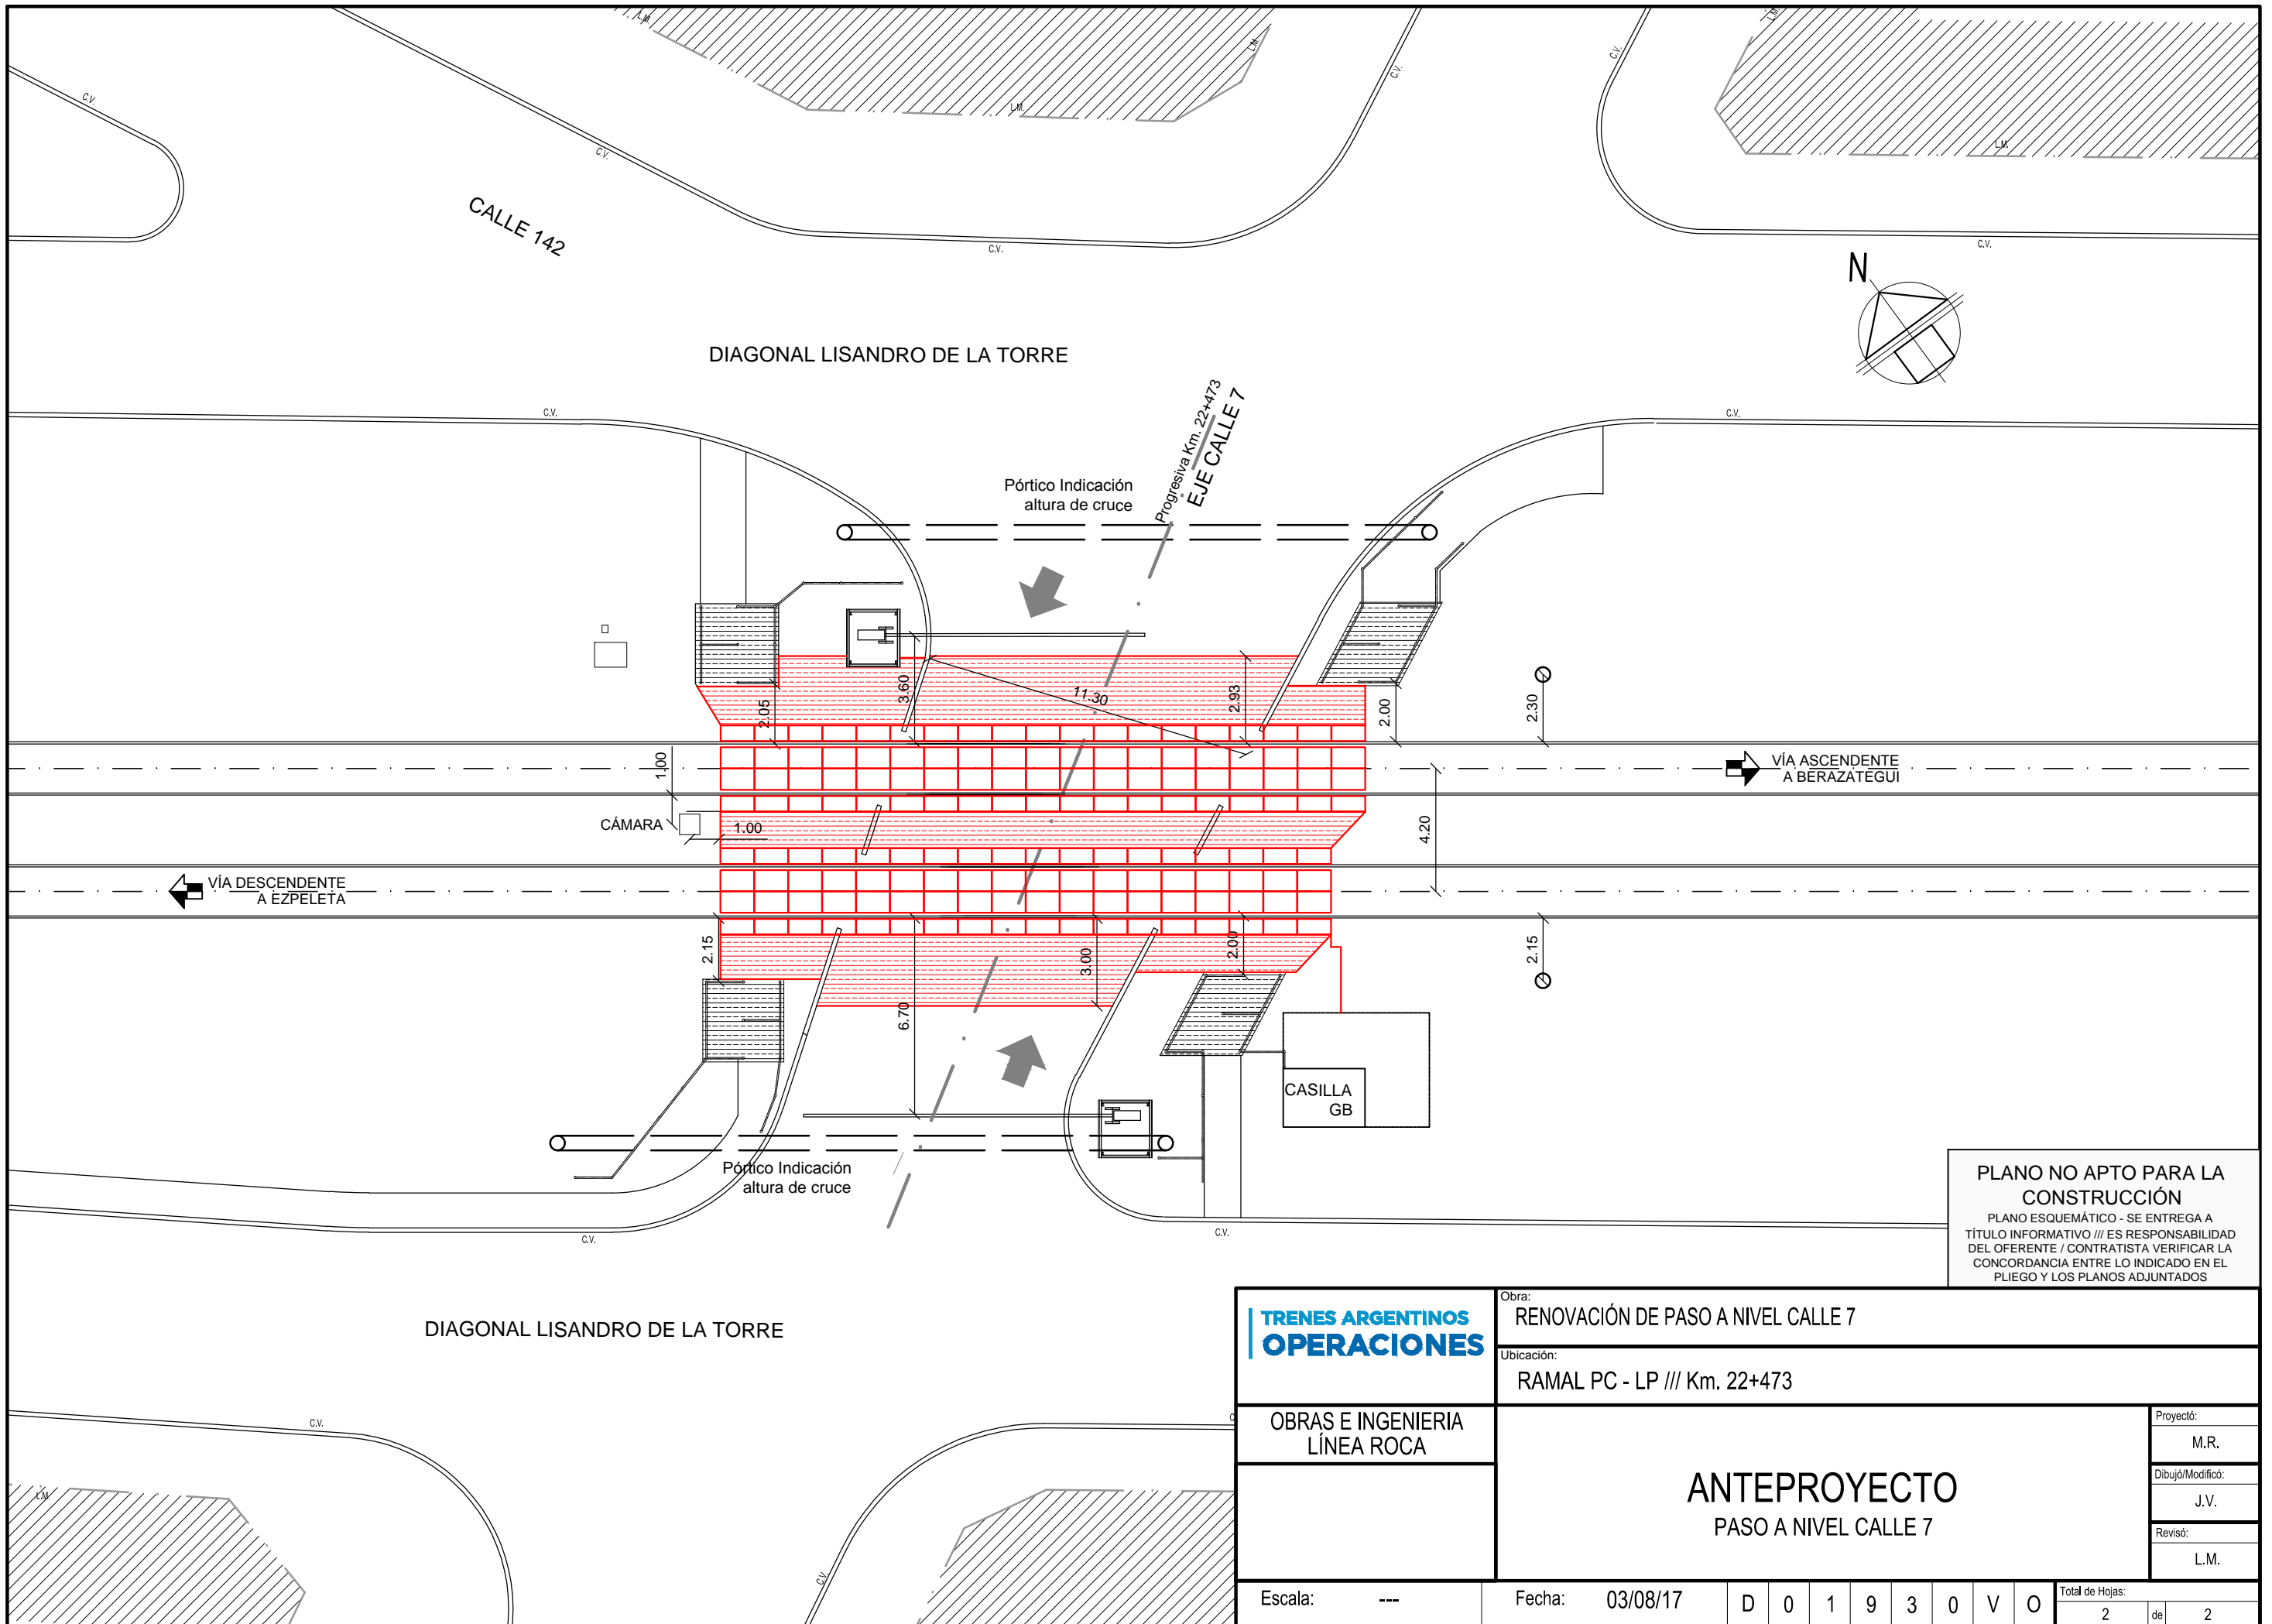 L.M.
L.M.
L.M.
L.M.
L.M.
C.V.
C.V.
C.V.
C.V.
C.V.
C.V.
CALLE 142
N
DIAGONAL LISANDRO DE LA TORRE
C.V.
C.V.
Progresiva Km. 22+473
EJE CALLE 7
Pórtico Indicación
altura de cruce
3.60
11.30
2.93
2.05
2.00
2.30
1.00
VÍA ASCENDENTE
A BERAZATEGUI
CÁMARA
1.00
4.20
VÍA DESCENDENTE
A EZPELETA
2.15
6.70
3.00
2.00
2.15
CASILLA
GB
Pórtico Indicación
altura de cruce
C.V.
C.V.
PLANO NO APTO PARA LA
CONSTRUCCIÓN
PLANO ESQUEMÁTICO - SE ENTREGA A
TÍTULO INFORMATIVO /// ES RESPONSABILIDAD
DEL OFERENTE / CONTRATISTA VERIFICAR LA
CONCORDANCIA ENTRE LO INDICADO EN EL
PLIEGO Y LOS PLANOS ADJUNTADOS
DIAGONAL LISANDRO DE LA TORRE
C.V.
L.M.
C.V.
TRENES ARGENTINOS
OPERACIONES
Obra:
RENOVACIÓN DE PASO A NIVEL CALLE 7
Ubicación:
RAMAL PC - LP /// Km. 22+473
OBRAS E INGENIERIA
LÍNEA ROCA
ANTEPROYECTO
PASO A NIVEL CALLE 7
Proyectó:
M.R.
Dibujó/Modificó:
J.V.
Revisó:
L.M.
Escala: ---
Fecha: 03/08/17
D 0 1 9 3 0 V O
Total de Hojas:
2 de 2